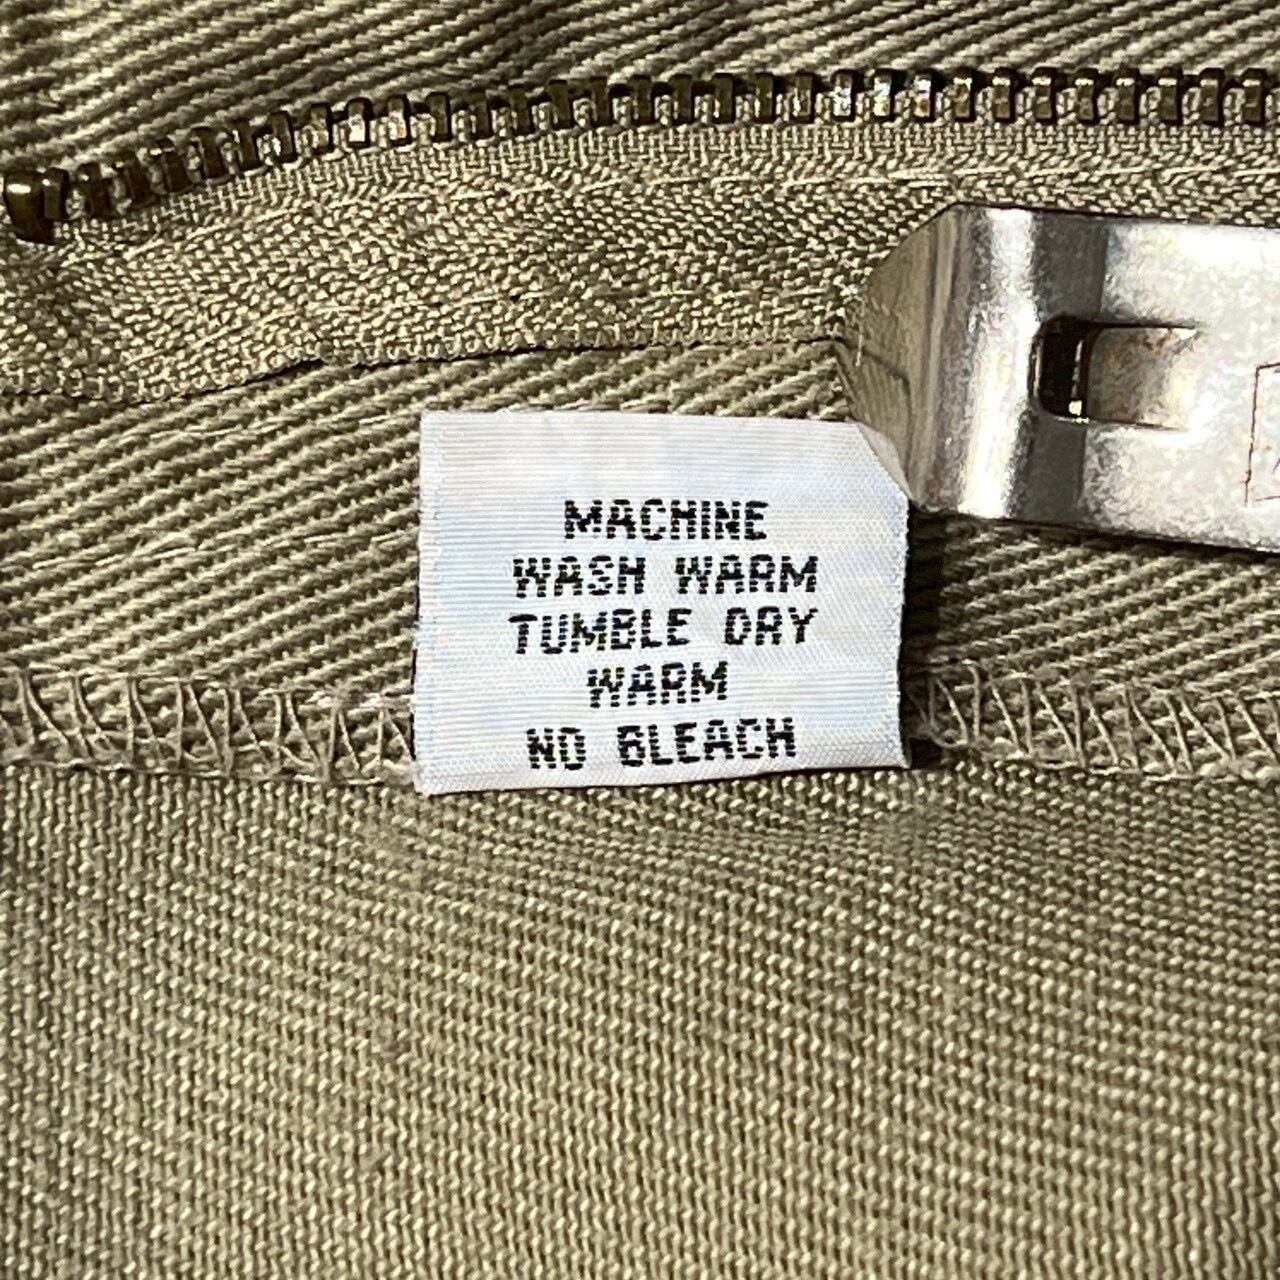 MACHINE
WASH WARM
TUMBLE DRY
WARM
NO BLEACH